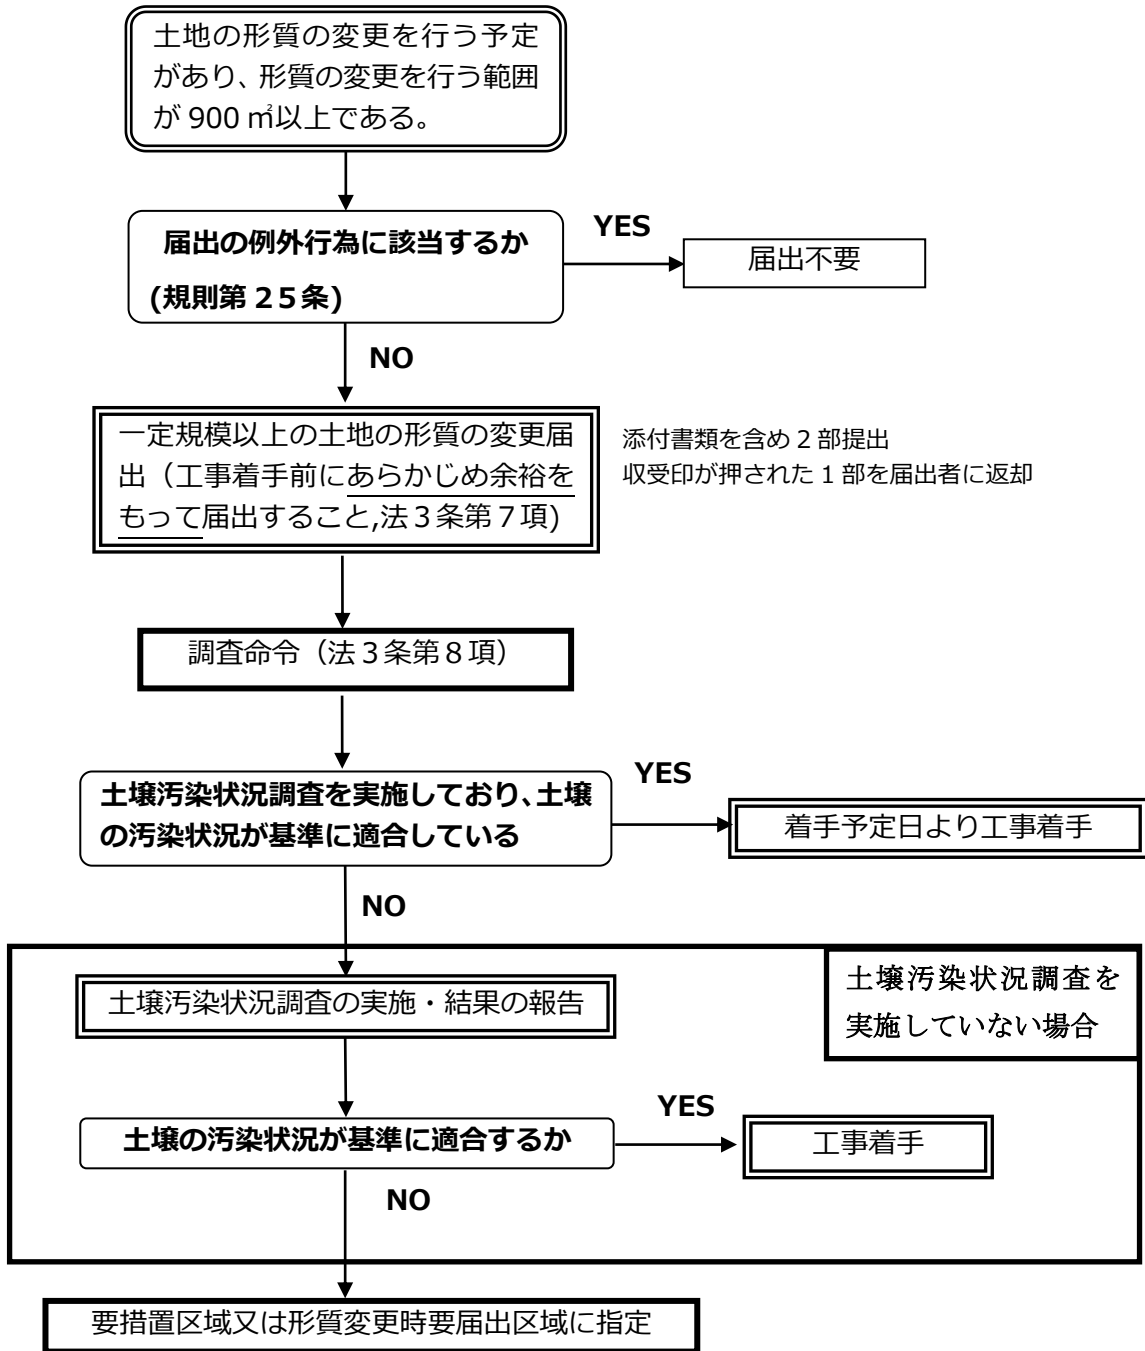 土地の形質の変更を行う予定
があり、形質の変更を行う範囲
が 900 ㎡以上である。
届出の例外行為に該当するか
(規則第２５条)
YES
届出不要
NO
一定規模以上の土地の形質の変更届
出（工事着手前にあらかじめ余裕を
もって届出すること,法３条第７項)
添付書類を含め 2 部提出
収受印が押された 1 部を届出者に返却
調査命令（法３条第８項）
土壌汚染状況調査を実施しており、土壌
の汚染状況が基準に適合している
YES
着手予定日より工事着手
NO
土壌汚染状況調査を
実施していない場合
土壌汚染状況調査の実施・結果の報告
土壌の汚染状況が基準に適合するか
YES
工事着手
NO
要措置区域又は形質変更時要届出区域に指定